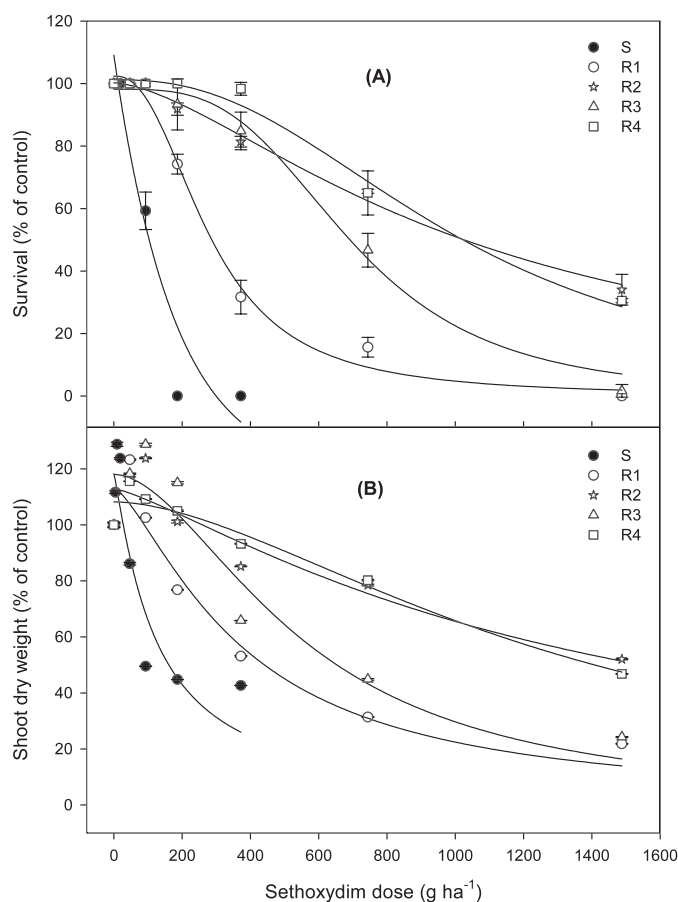 120
100
80
60
40
20
0
Survival (% of control)
(A)
S
R1
R2
R3
R4
120
100
80
60
40
20
0
Shoot dry weight (% of control)
(B)
S
R1
R2
R3
R4
0 200 400 600 800 1000 1200 1400 1600
Sethoxydim dose (g ha⁻¹)